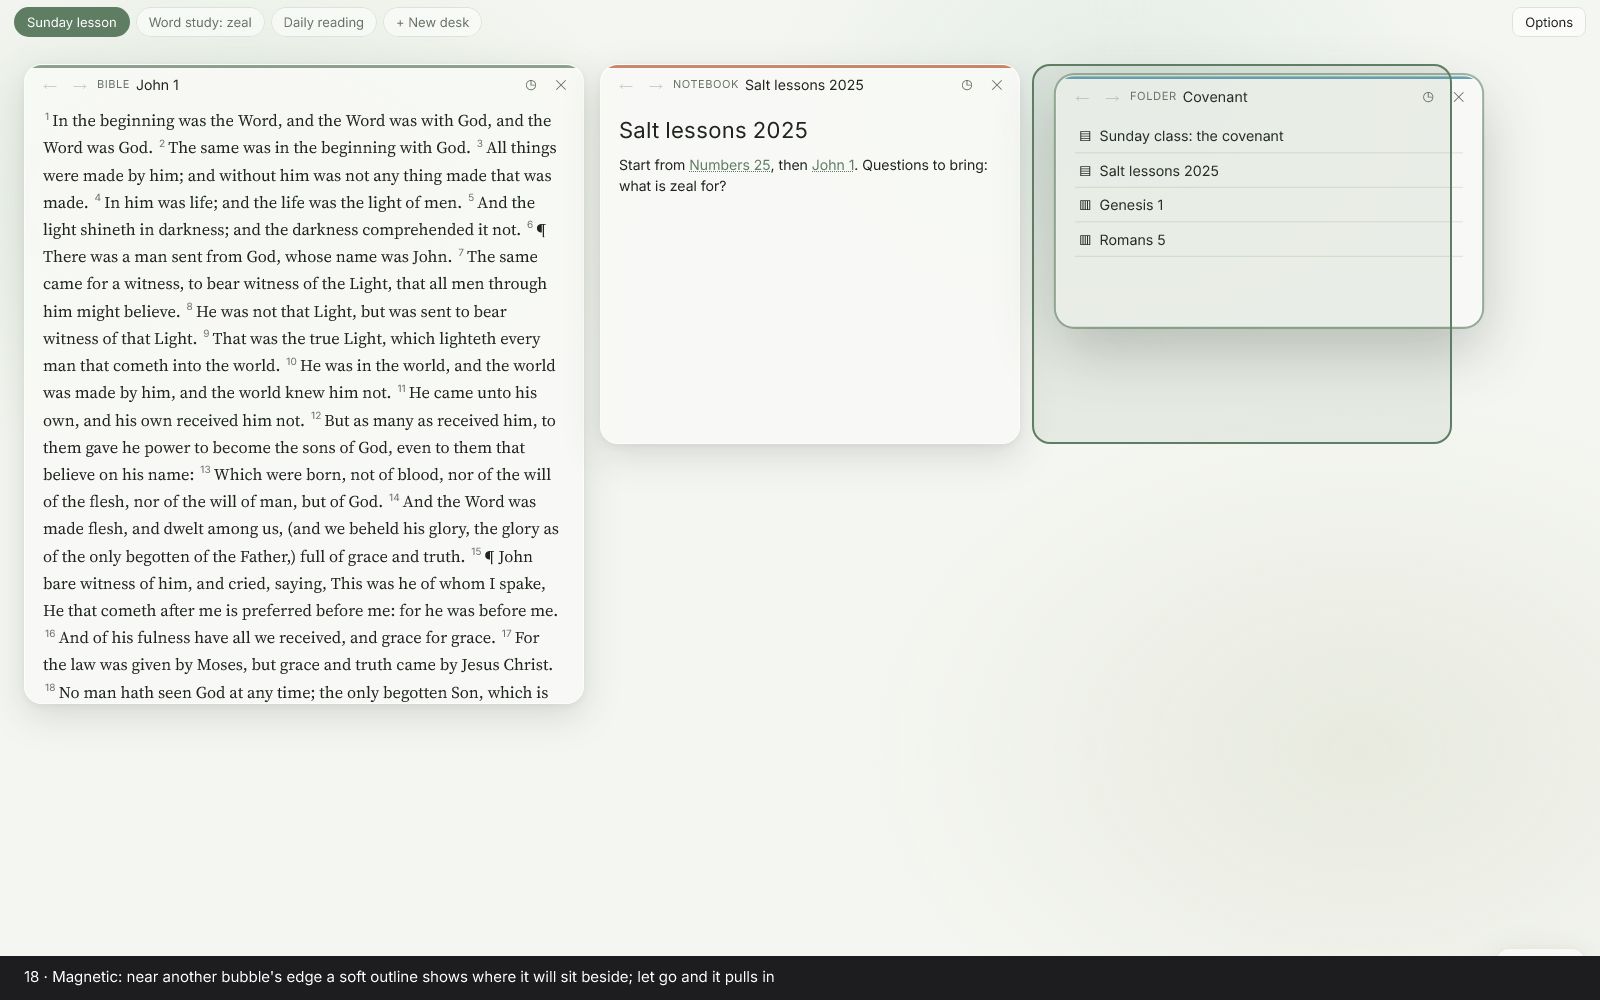 Sunday lesson
Word study: zeal
Daily reading
+ New desk
Options
← → BIBLE John 1
1 In the beginning was the Word, and the Word was with God, and the
Word was God. 2 The same was in the beginning with God. 3 All things
were made by him; and without him was not any thing made that was
made. 4 In him was life; and the life was the light of men. 5 And the
light shineth in darkness; and the darkness comprehended it not. 6 ¶
There was a man sent from God, whose name was John. 7 The same
came for a witness, to bear witness of the Light, that all men through
him might believe. 8 He was not that Light, but was sent to bear
witness of that Light. 9 That was the true Light, which lighteth every
man that cometh into the world. 10 He was in the world, and the world
was made by him, and the world knew him not. 11 He came unto his
own, and his own received him not. 12 But as many as received him, to
them gave he power to become the sons of God, even to them that
believe on his name: 13 Which were born, not of blood, nor of the will
of the flesh, nor of the will of man, but of God. 14 And the Word was
made flesh, and dwelt among us, (and we beheld his glory, the glory as
of the only begotten of the Father,) full of grace and truth. 15 ¶ John
bare witness of him, and cried, saying, This was he of whom I spake,
He that cometh after me is preferred before me: for he was before me.
16 And of his fulness have all we received, and grace for grace. 17 For
the law was given by Moses, but grace and truth came by Jesus Christ.
18 No man hath seen God at any time; the only begotten Son, which is
← → NOTEBOOK Salt lessons 2025
Salt lessons 2025
Start from Numbers 25, then John 1. Questions to bring:
what is zeal for?
← → FOLDER Covenant
Sunday class: the covenant
Salt lessons 2025
Genesis 1
Romans 5
18 · Magnetic: near another bubble's edge a soft outline shows where it will sit beside; let go and it pulls in